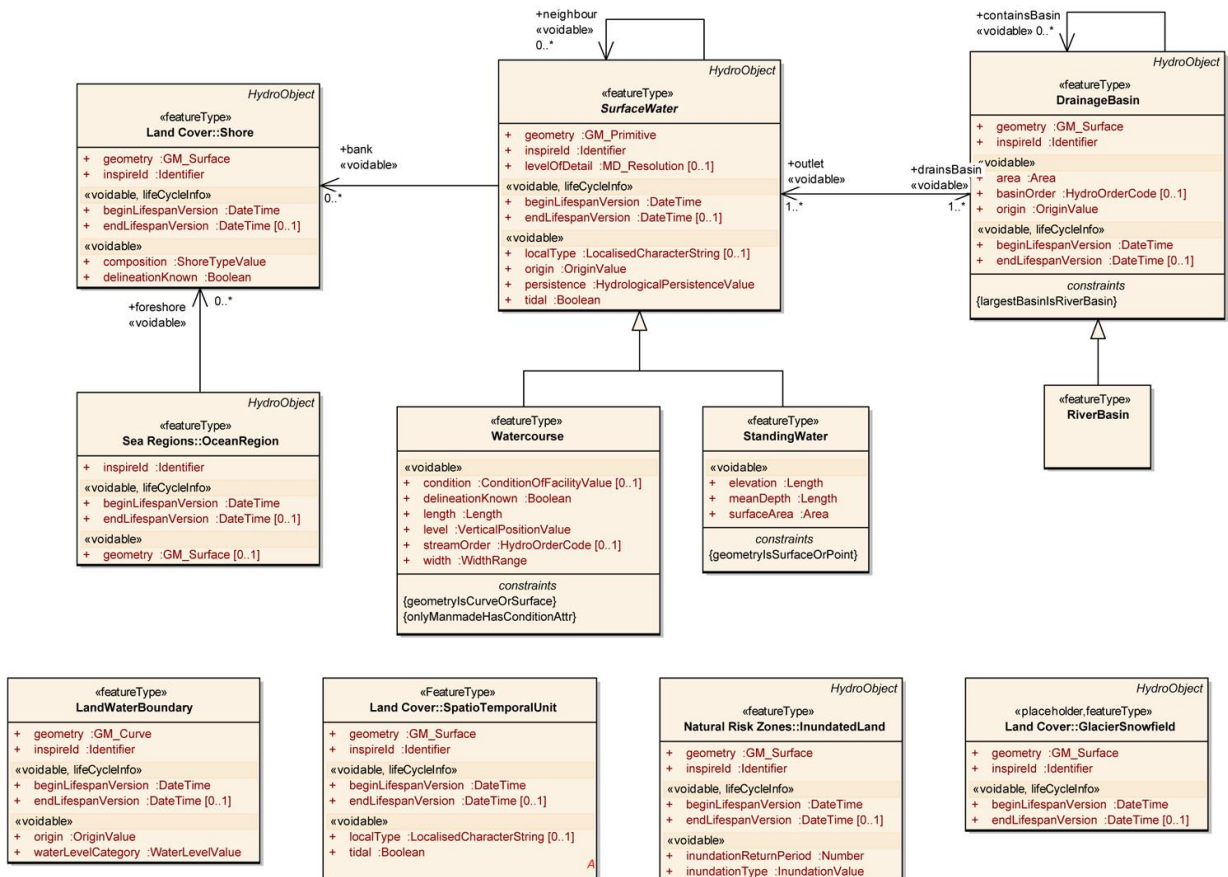 +neighbour
«voidable»
0..*
+containsBasin
«voidable» 0..*
HydroObject
«featureType»
Land Cover::Shore
+ geometry :GM_Surface
+ inspireId :Identifier
«voidable, lifeCycleInfo»
+ beginLifespanVersion :DateTime
+ endLifespanVersion :DateTime [0..1]
«voidable»
+ composition :ShoreTypeValue
+ delineationKnown :Boolean
+bank
«voidable»
0..*
HydroObject
«featureType»
SurfaceWater
+ geometry :GM_Primitive
+ inspireId :Identifier
+ levelOfDetail :MD_Resolution [0..1]
«voidable, lifeCycleInfo»
+ beginLifespanVersion :DateTime
+ endLifespanVersion :DateTime [0..1]
«voidable»
+ localType :LocalisedCharacterString [0..1]
+ origin :OriginValue
+ persistence :HydrologicalPersistenceValue
+ tidal :Boolean
+outlet
«voidable»
1..*
+drainsBasin
«voidable»
1..*
HydroObject
«featureType»
DrainageBasin
+ geometry :GM_Surface
+ inspireId :Identifier
«voidable»
+ area :Area
+ basinOrder :HydroOrderCode [0..1]
+ origin :OriginValue
«voidable, lifeCycleInfo»
+ beginLifespanVersion :DateTime
+ endLifespanVersion :DateTime [0..1]
constraints
{largestBasinIsRiverBasin}
+foreshore
«voidable»
0..*
HydroObject
«featureType»
Sea Regions::OceanRegion
+ inspireId :Identifier
«voidable, lifeCycleInfo»
+ beginLifespanVersion :DateTime
+ endLifespanVersion :DateTime [0..1]
«voidable»
+ geometry :GM_Surface [0..1]
«featureType»
Watercourse
«voidable»
+ condition :ConditionOfFacilityValue [0..1]
+ delineationKnown :Boolean
+ length :Length
+ level :VerticalPositionValue
+ streamOrder :HydroOrderCode [0..1]
+ width :WidthRange
constraints
{geometryIsCurveOrSurface}
{onlyManmadeHasConditionAttr}
«featureType»
StandingWater
«voidable»
+ elevation :Length
+ meanDepth :Length
+ surfaceArea :Area
constraints
{geometryIsSurfaceOrPoint}
«featureType»
RiverBasin
«featureType»
LandWaterBoundary
+ geometry :GM_Curve
+ inspireId :Identifier
«voidable, lifeCycleInfo»
+ beginLifespanVersion :DateTime
+ endLifespanVersion :DateTime [0..1]
«voidable»
+ origin :OriginValue
+ waterLevelCategory :WaterLevelValue
«FeatureType»
Land Cover::SpatioTemporalUnit
+ geometry :GM_Surface
+ inspireId :Identifier
«voidable, lifeCycleInfo»
+ beginLifespanVersion :DateTime
+ endLifespanVersion :DateTime [0..1]
«voidable»
+ localType :LocalisedCharacterString [0..1]
+ tidal :Boolean
A
HydroObject
«featureType»
Natural Risk Zones::InundatedLand
+ geometry :GM_Surface
+ inspireId :Identifier
«voidable, lifeCycleInfo»
+ beginLifespanVersion :DateTime
+ endLifespanVersion :DateTime [0..1]
«voidable»
+ inundationReturnPeriod :Number
+ inundationType :InundationValue
HydroObject
«placeholder,featureType»
Land Cover::GlacierSnowfield
+ geometry :GM_Surface
+ inspireId :Identifier
«voidable, lifeCycleInfo»
+ beginLifespanVersion :DateTime
+ endLifespanVersion :DateTime [0..1]